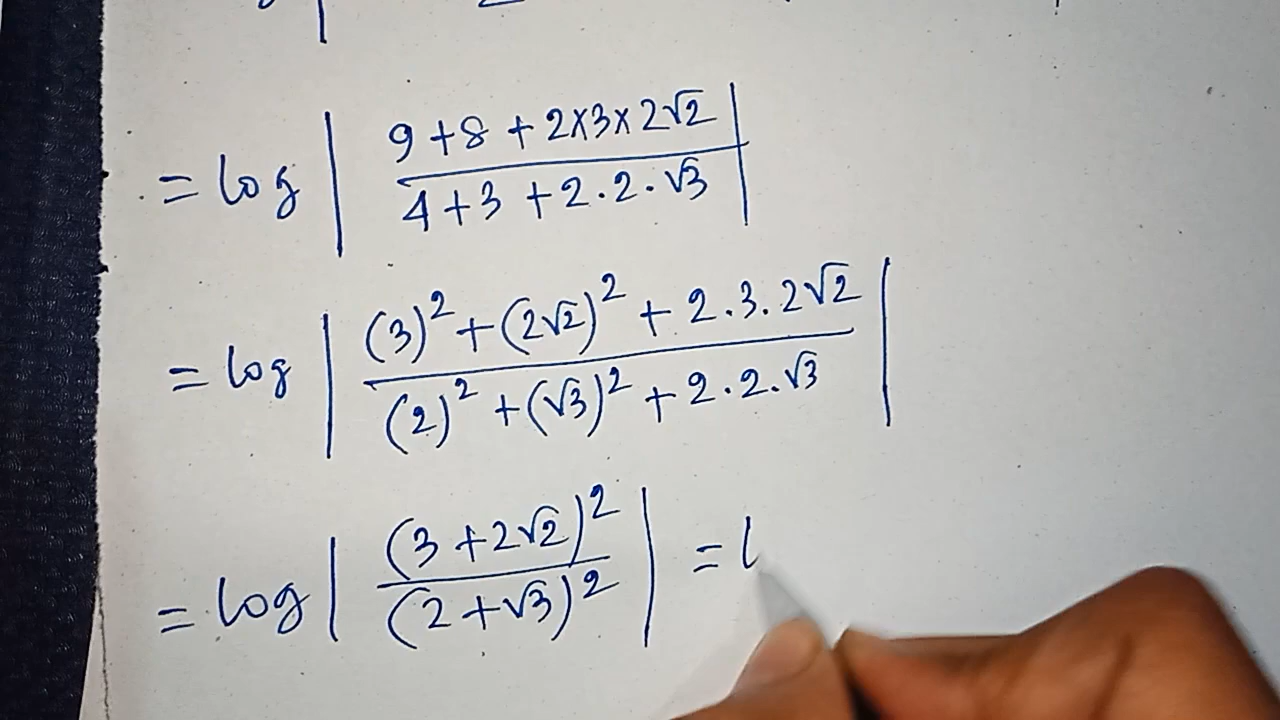 = log | (9 + 8 + 2×3×2√2) / (4 + 3 + 2·2·√3) |
= log | ((3)² + (2√2)² + 2·3·2√2) / ((2)² + (√3)² + 2·2·√3) |
= log | (3 + 2√2)² / (2 + √3)² | = l